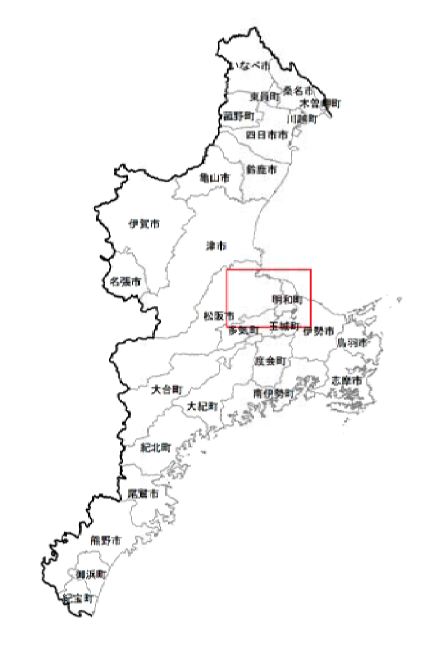 いなべ市
桑名市
東員町
木曽岬町
菰野町
川越町
四日市市
鈴鹿市
亀山市
伊賀市
津市
名張市
明和町
松阪市
玉城町
多気町
伊勢市
鳥羽市
度会町
志摩市
大台町
南伊勢町
大紀町
紀北町
尾鷲市
熊野市
御浜町
紀宝町